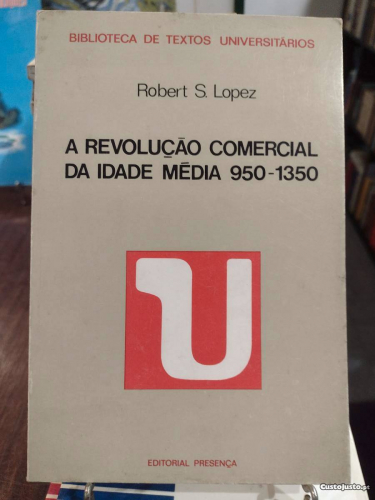 BIBLIOTECA DE TEXTOS UNIVERSITÁRIOS
Robert S. Lopez
A REVOLUÇÃO COMERCIAL
DA IDADE MÉDIA 950-1350
U
EDITORIAL PRESENÇA
CustoJusto.pt